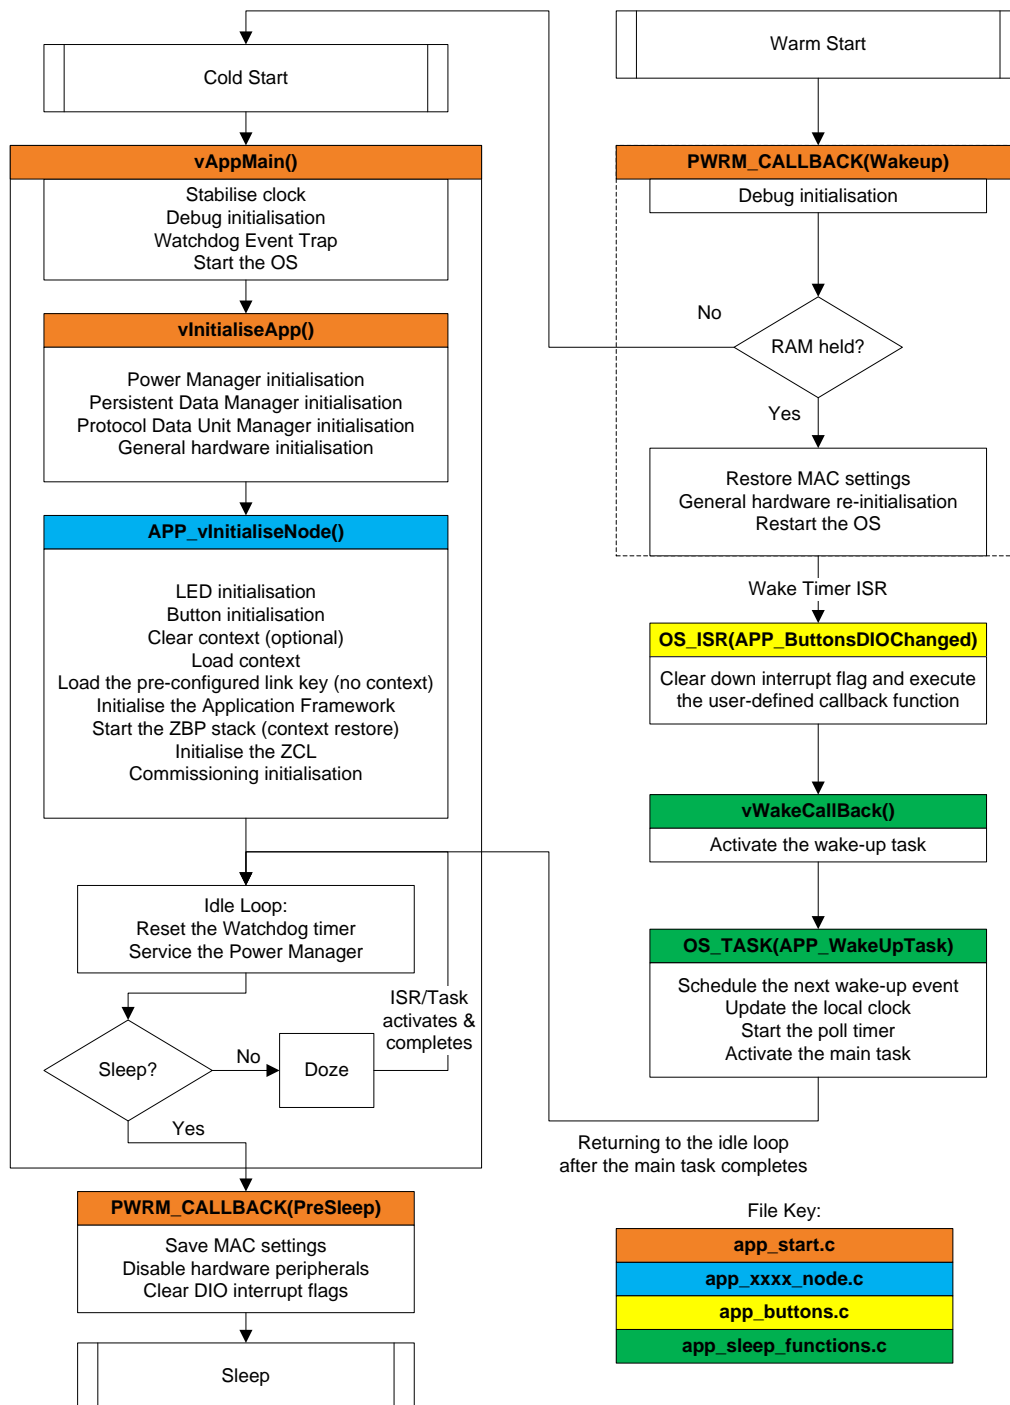 Cold Start
vAppMain()
Stabilise clock
Debug initialisation
Watchdog Event Trap
Start the OS
vInitialiseApp()
Power Manager initialisation
Persistent Data Manager initialisation
Protocol Data Unit Manager initialisation
General hardware initialisation
APP_vInitialiseNode()
LED initialisation
Button initialisation
Clear context (optional)
Load context
Load the pre-configured link key (no context)
Initialise the Application Framework
Start the ZBP stack (context restore)
Initialise the ZCL
Commissioning initialisation
Idle Loop:
Reset the Watchdog timer
Service the Power Manager
ISR/Task
activates &
completes
Sleep?
No
Doze
Yes
PWRM_CALLBACK(PreSleep)
Save MAC settings
Disable hardware peripherals
Clear DIO interrupt flags
Sleep
Warm Start
PWRM_CALLBACK(Wakeup)
Debug initialisation
No
RAM held?
Yes
Restore MAC settings
General hardware re-initialisation
Restart the OS
Wake Timer ISR
OS_ISR(APP_ButtonsDIOChanged)
Clear down interrupt flag and execute
the user-defined callback function
vWakeCallBack()
Activate the wake-up task
OS_TASK(APP_WakeUpTask)
Schedule the next wake-up event
Update the local clock
Start the poll timer
Activate the main task
Returning to the idle loop
after the main task completes
File Key:
app_start.c
app_xxxx_node.c
app_buttons.c
app_sleep_functions.c